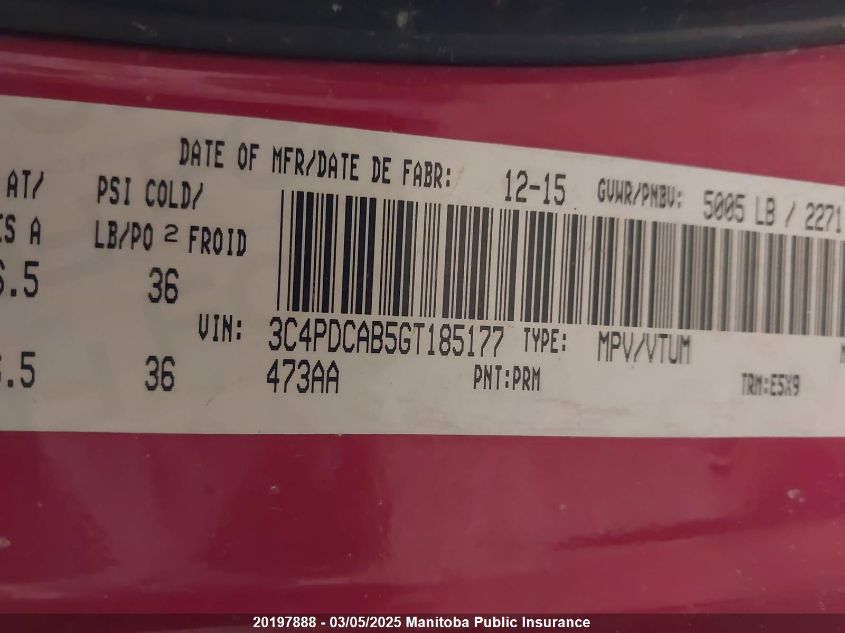 DATE OF MFR/DATE DE FABR: 12-15 GVWR/PNBV: 5005 LB / 2271
AT/ PSI COLD/
ES A LB/PO 2 FROID
6.5 36
VIN: 3C4PDCAB5GT185177 TYPE: MPV/VTUM
.5 36 473AA PNT:PRM TRM:E5X9
20197888 - 03/05/2025 Manitoba Public Insurance